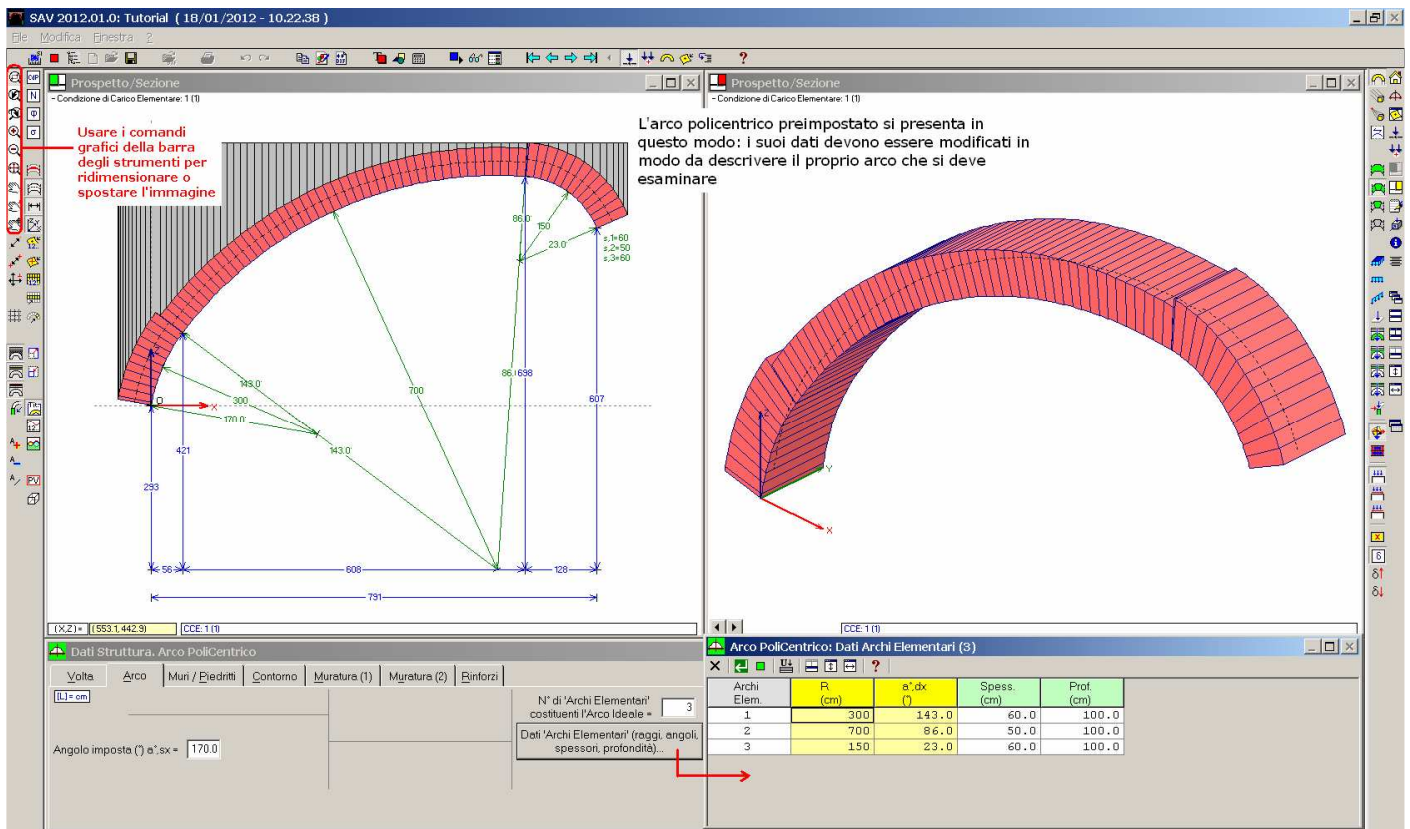 SAV 2012.01.0: Tutorial ( 18/01/2012 - 10.22.38 )
File Modifica Finestra ?
Prospetto/Sezione
- Condizione di Carico Elementare: 1 (1)
Usare i comandi
grafici della barra
degli strumenti per
ridimensionare o
spostare l'immagine
86.0
150
23.0
s,1=60
s,2=50
s,3=60
143.0
300
170.0
700
698
607
O
X
421
143.0
293
56
608
128
791
(X,Z)= (553.1,442.9)
CCE: 1 (1)
Prospetto/Sezione
- Condizione di Carico Elementare: 1 (1)
L'arco policentrico preimpostato si presenta in
questo modo: i suoi dati devono essere modificati in
modo da descrivere il proprio arco che si deve
esaminare
Z
Y
X
CCE: 1 (1)
Dati Struttura. Arco PoliCentrico
Volta Arco Muri / Piedritti Contorno Muratura (1) Muratura (2) Rinforzi
[L] = cm
N° di 'Archi Elementari'
costituenti l'Arco Ideale = 3
Angolo imposta (°) a°,sx = 170.0
Dati 'Archi Elementari' (raggi, angoli,
spessori, profondità)...
Arco PoliCentrico: Dati Archi Elementari (3)
Archi Elem. R (cm) a°,dx (°) Spess. (cm) Prof. (cm)
1 300 143.0 60.0 100.0
2 700 86.0 50.0 100.0
3 150 23.0 60.0 100.0